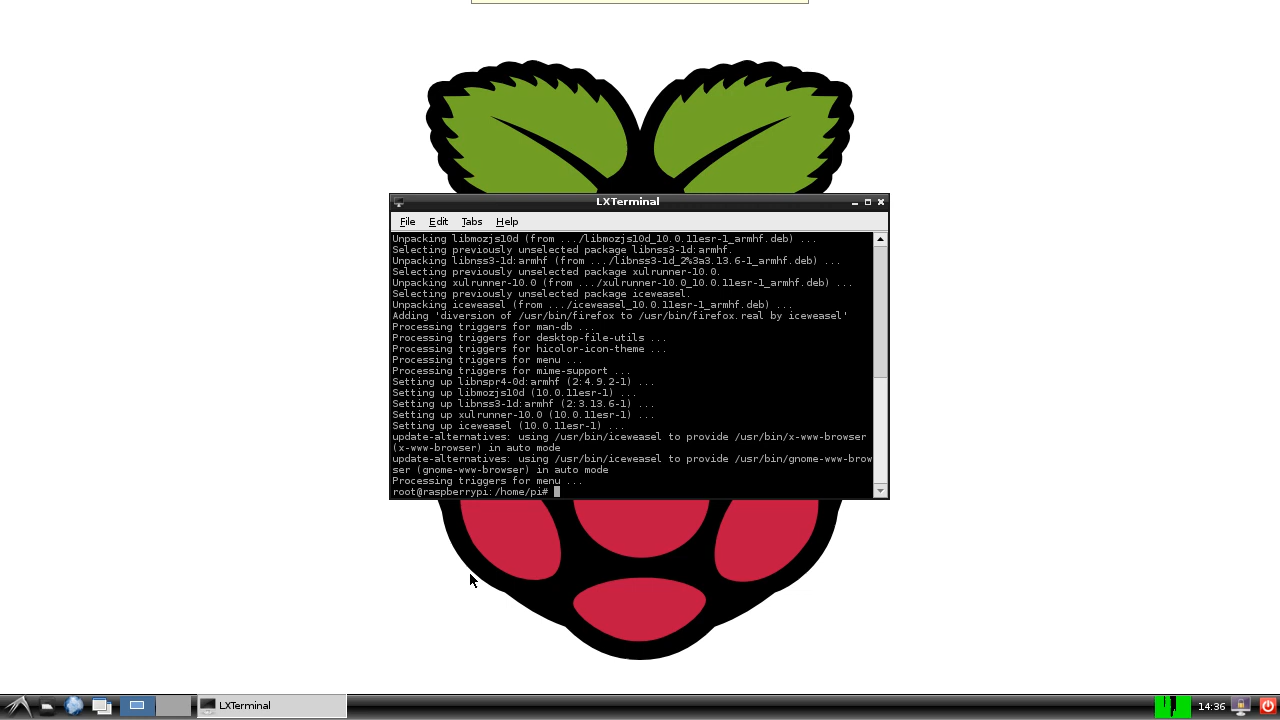 LXTerminal
File Edit Tabs Help
Unpacking libmozjs10d (from .../libmozjs10d_10.0.11esr-1_armhf.deb) ...
Selecting previously unselected package libnss3-1d:armhf.
Unpacking libnss3-1d:armhf (from .../libnss3-1d_2%3a3.13.6-1_armhf.deb) ...
Selecting previously unselected package xulrunner-10.0.
Unpacking xulrunner-10.0 (from .../xulrunner-10.0_10.0.11esr-1_armhf.deb) ...
Selecting previously unselected package iceweasel.
Unpacking iceweasel (from .../iceweasel_10.0.11esr-1_armhf.deb) ...
Adding 'diversion of /usr/bin/firefox to /usr/bin/firefox.real by iceweasel'
Processing triggers for man-db ...
Processing triggers for desktop-file-utils ...
Processing triggers for hicolor-icon-theme ...
Processing triggers for menu ...
Processing triggers for mime-support ...
Setting up libnspr4-0d:armhf (2:4.9.2-1) ...
Setting up libmozjs10d (10.0.11esr-1) ...
Setting up libnss3-1d:armhf (2:3.13.6-1) ...
Setting up xulrunner-10.0 (10.0.11esr-1) ...
Setting up iceweasel (10.0.11esr-1) ...
update-alternatives: using /usr/bin/iceweasel to provide /usr/bin/x-www-browser
(x-www-browser) in auto mode
update-alternatives: using /usr/bin/iceweasel to provide /usr/bin/gnome-www-brow
ser (gnome-www-browser) in auto mode
Processing triggers for menu ...
root@raspberrypi:/home/pi#
LXTerminal
14:36